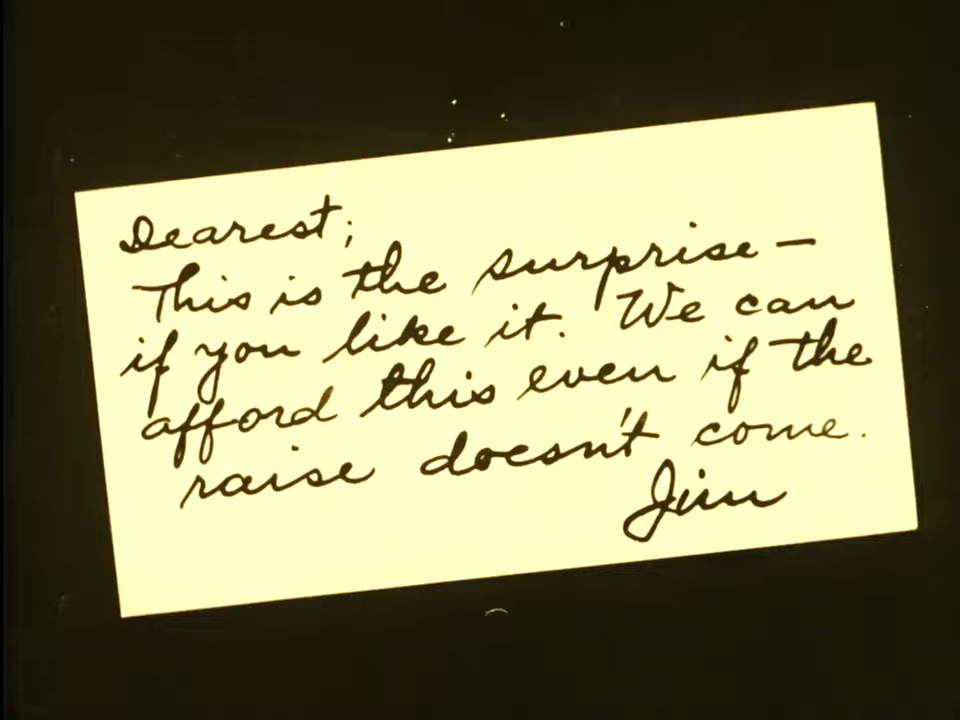 Dearest;
This is the surprise —
if you like it. We can
afford this even if the
raise doesn't come.
Jim